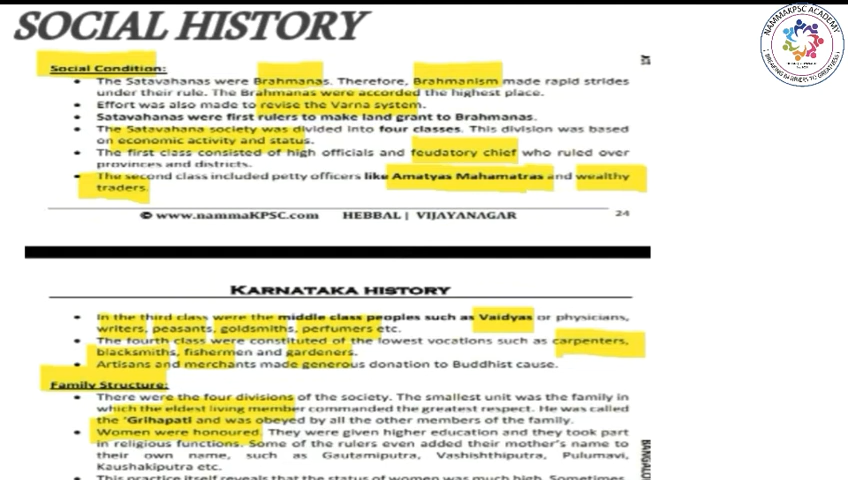 SOCIAL HISTORY
NAMMAKPSC ACADEMY
Social Condition:
• The Satavahanas were Brahmanas. Therefore, Brahmanism made rapid strides
under their rule. The Brahmanas were accorded the highest place.
• Effort was also made to revise the Varna system.
• Satavahanas were first rulers to make land grant to Brahmanas.
• The Satavahana society was divided into four classes. This division was based
on economic activity and status.
• The first class consisted of high officials and feudatory chief who ruled over
provinces and districts.
• The second class included petty officers like Amatyas Mahamatras and wealthy
traders.
© www.nammaKPSC.com HEBBAL | VIJAYANAGAR 24
KARNATAKA HISTORY
• In the third class were the middle class peoples such as Vaidyas or physicians,
writers, peasants, goldsmiths, perfumers etc.
• The fourth class were constituted of the lowest vocations such as carpenters,
blacksmiths, fishermen and gardeners.
• Artisans and merchants made generous donation to Buddhist cause.
Family Structure:
• There were the four divisions of the society. The smallest unit was the family in
which the eldest living member commanded the greatest respect. He was called
the 'Grihapati and was obeyed by all the other members of the family.
• Women were honoured. They were given higher education and they took part
in religious functions. Some of the rulers even added their mother's name to
their own name, such as Gautamiputra, Vashishthiputra, Pulumavi,
Kaushakiputra etc.
• This practice itself reveals that the status of women was much high. Sometimes,